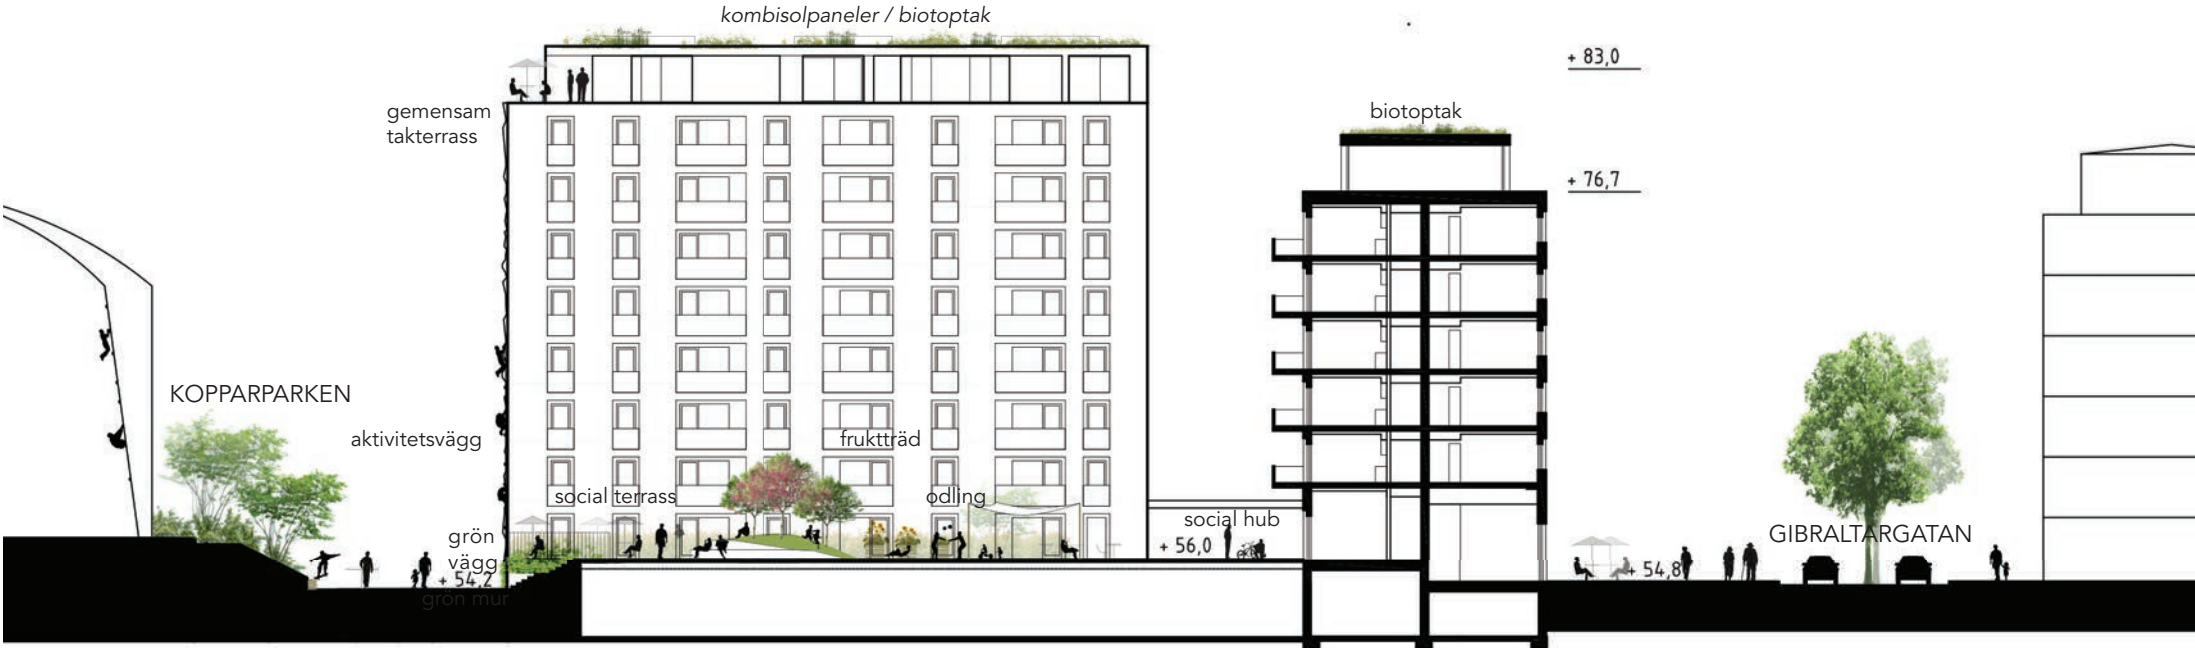 kombisolpaneler / biotoptak
+ 83,0
gemensam
takterrass
biotoptak
+ 76,7
KOPPARPARKEN
aktivitetsvägg
fruktträd
social terrass
odling
social hub
grön
vägg
+ 56,0
GIBRALTARGATAN
+ 54,2
+ 54,8
grön mur